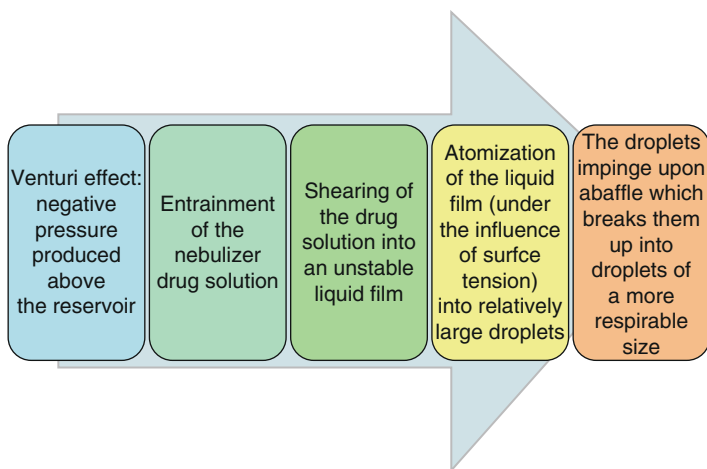 Venturi effect:
negative
pressure
produced
above
the reservoir
Entrainment
of the
nebulizer
drug solution
Shearing of
the drug
solution into
an unstable
liquid film
Atomization
of the liquid
film (under
the influence
of surfce
tension)
into relatively
large droplets
The droplets
impinge upon
abaffle which
breaks them
up into
droplets of
a more
respirable
size